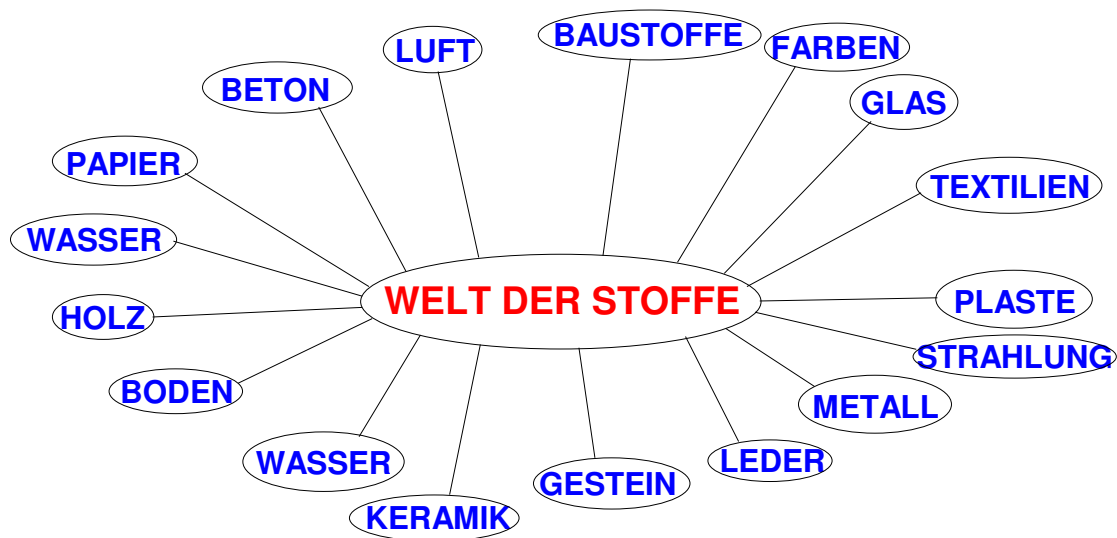 BAUSTOFFE
LUFT
FARBEN
BETON
GLAS
PAPIER
TEXTILIEN
WASSER
WELT DER STOFFE
PLASTE
HOLZ
STRAHLUNG
BODEN
METALL
WASSER
LEDER
GESTEIN
KERAMIK